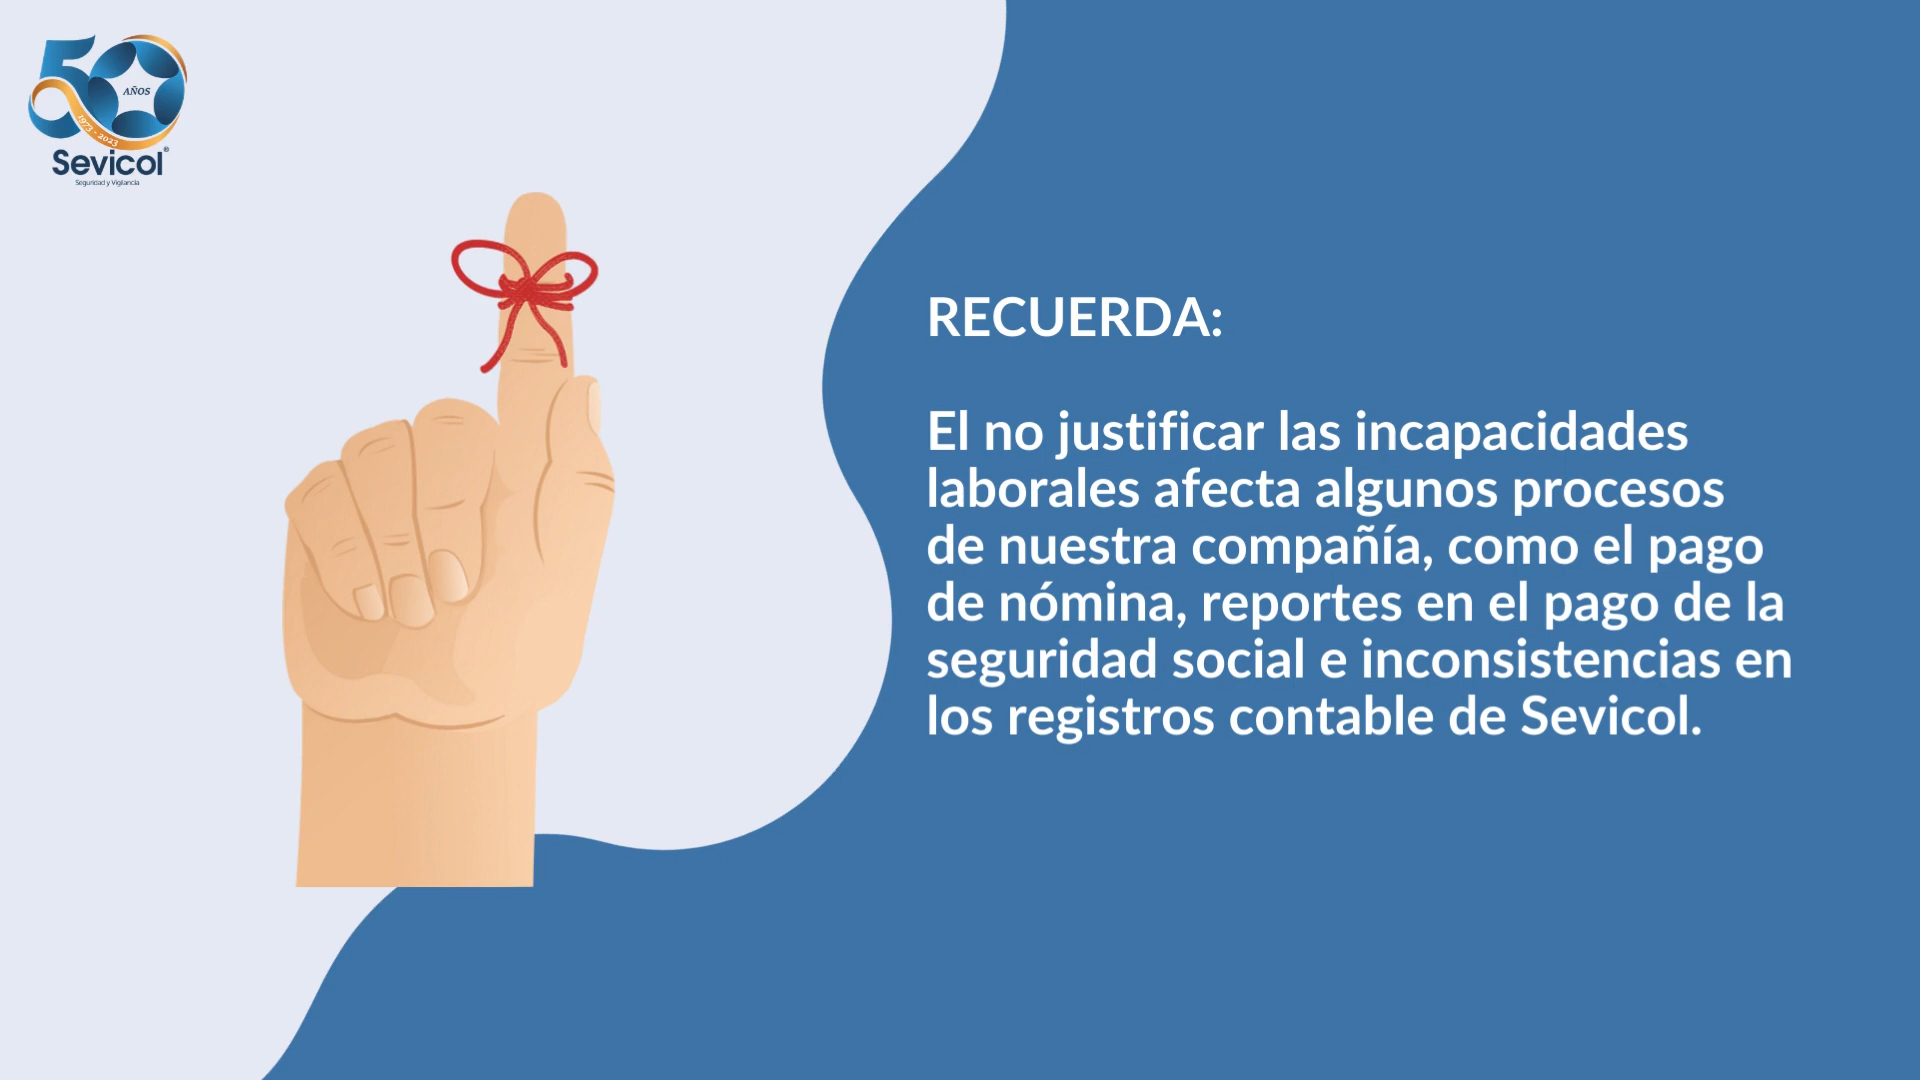 50
AÑOS
1973 - 2023
Sevicol®
Seguridad y Vigilancia
RECUERDA:
El no justificar las incapacidades
laborales afecta algunos procesos
de nuestra compañía, como el pago
de nómina, reportes en el pago de la
seguridad social e inconsistencias en
los registros contable de Sevicol.